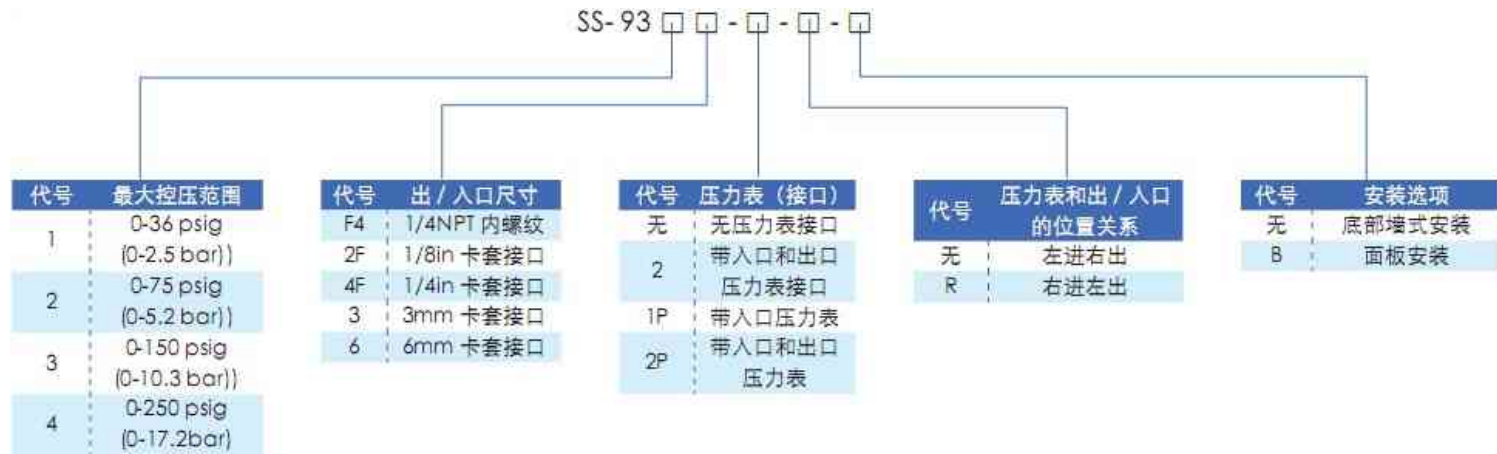 SS-93 □ □ - □ - □ - □
代号 最大控压范围
1 0-36 psig
(0-2.5 bar))
2 0-75 psig
(0-5.2 bar))
3 0-150 psig
(0-10.3 bar))
4 0-250 psig
(0-17.2bar)
代号 出 / 入口尺寸
F4 1/4NPT 内螺纹
2F 1/8in 卡套接口
4F 1/4in 卡套接口
3 3mm 卡套接口
6 6mm 卡套接口
代号 压力表（接口）
无 无压力表接口
2 带入口和出口
压力表接口
1P 带入口压力表
2P 带入口和出口
压力表
代号 压力表和出 / 入口
的位置关系
无 左进右出
R 右进左出
代号 安装选项
无 底部墙式安装
B 面板安装